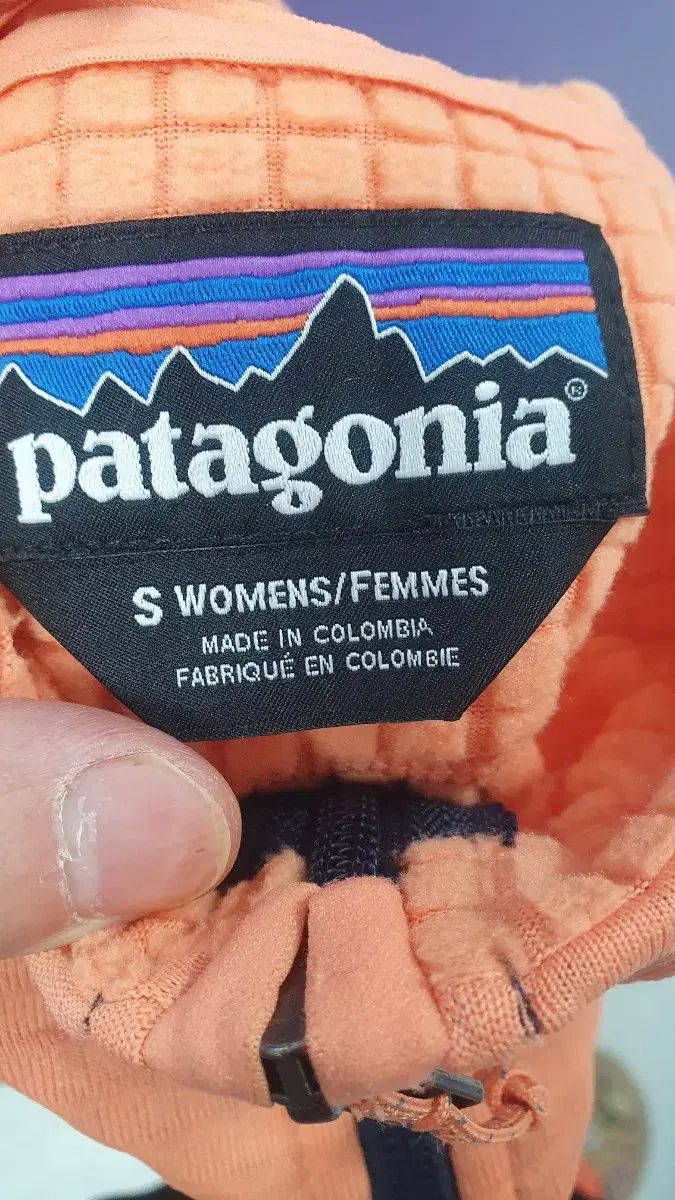 patagonia®
S WOMENS/FEMMES
MADE IN COLOMBIA
FABRIQUÉ EN COLOMBIE